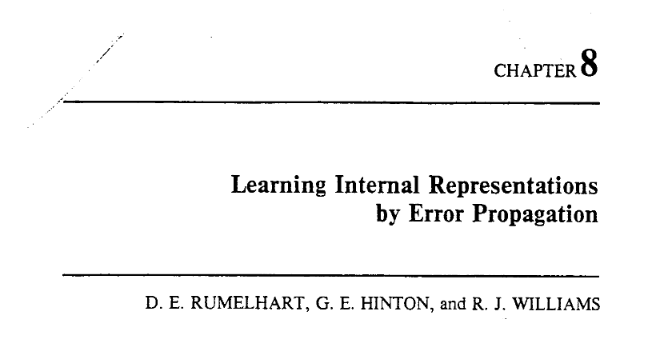 CHAPTER 8
Learning Internal Representations
by Error Propagation
D. E. RUMELHART, G. E. HINTON, and R. J. WILLIAMS